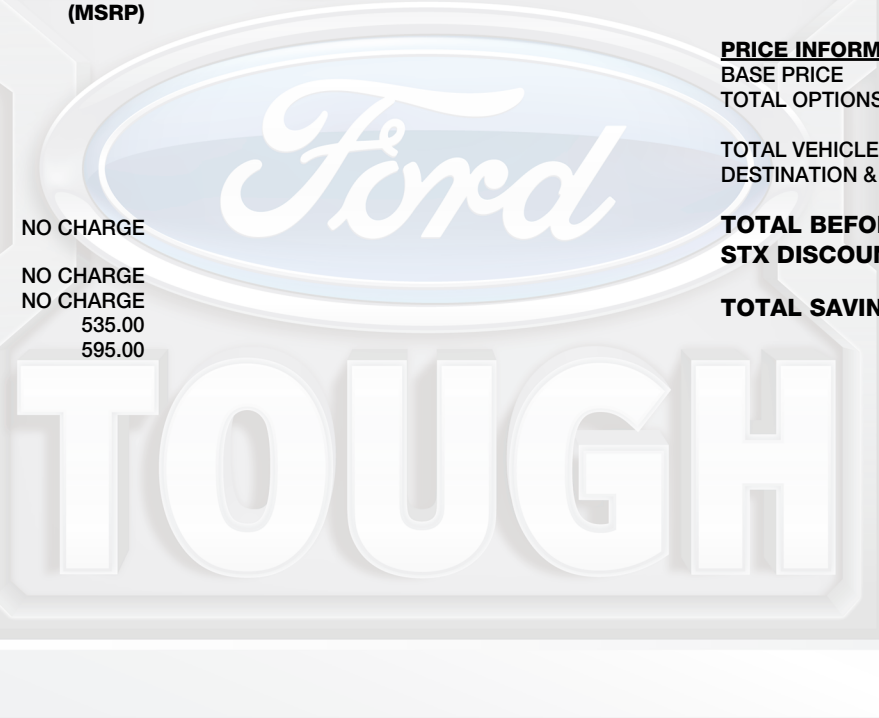 (MSRP)
NO CHARGE
NO CHARGE
NO CHARGE
535.00
595.00
PRICE INFORM
BASE PRICE
TOTAL OPTIONS
TOTAL VEHICLE
DESTINATION &
TOTAL BEFO
STX DISCOU
TOTAL SAVIN
Ford
TOUGH